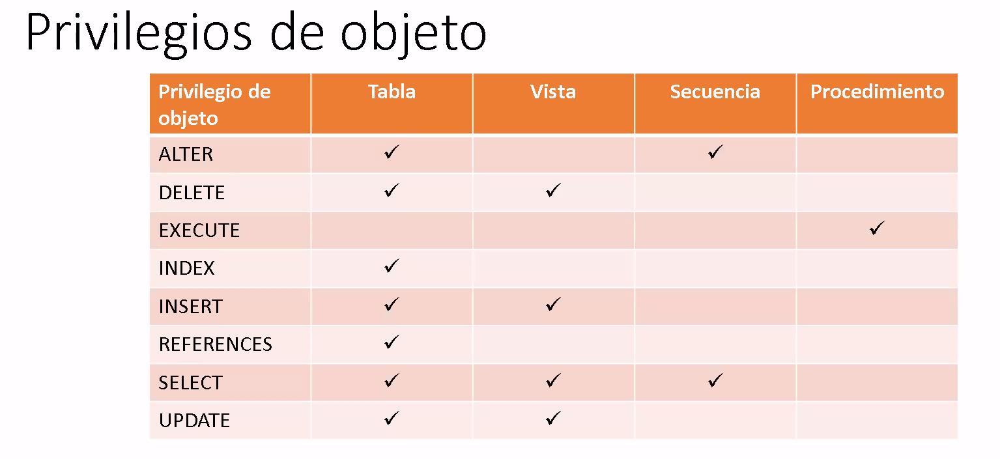 Privilegios de objeto
Privilegio de objeto Tabla Vista Secuencia Procedimiento
ALTER ✓ ✓
DELETE ✓ ✓
EXECUTE ✓
INDEX ✓
INSERT ✓ ✓
REFERENCES ✓
SELECT ✓ ✓ ✓
UPDATE ✓ ✓